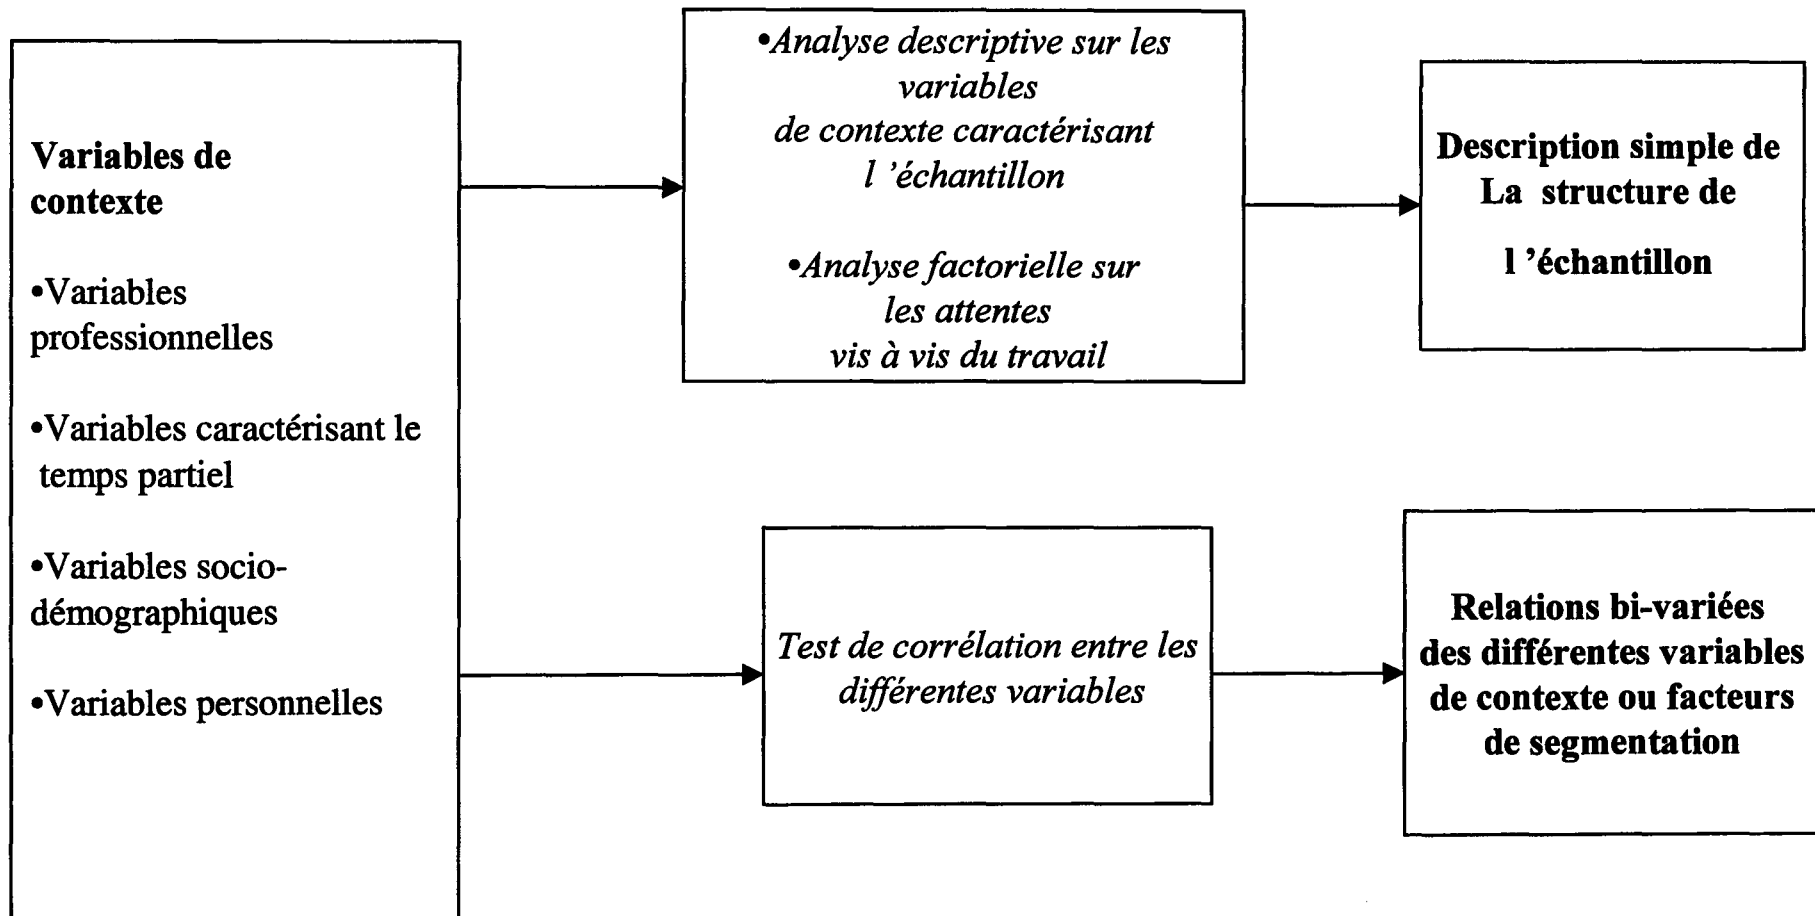 Variables de
contexte
•Variables
professionnelles
•Variables caractérisant le
temps partiel
•Variables socio-
démographiques
•Variables personnelles
•Analyse descriptive sur les
variables
de contexte caractérisant
l ’échantillon
•Analyse factorielle sur
les attentes
vis à vis du travail
Description simple de
La structure de
l ’échantillon
Test de corrélation entre les
différentes variables
Relations bi-variées
des différentes variables
de contexte ou facteurs
de segmentation